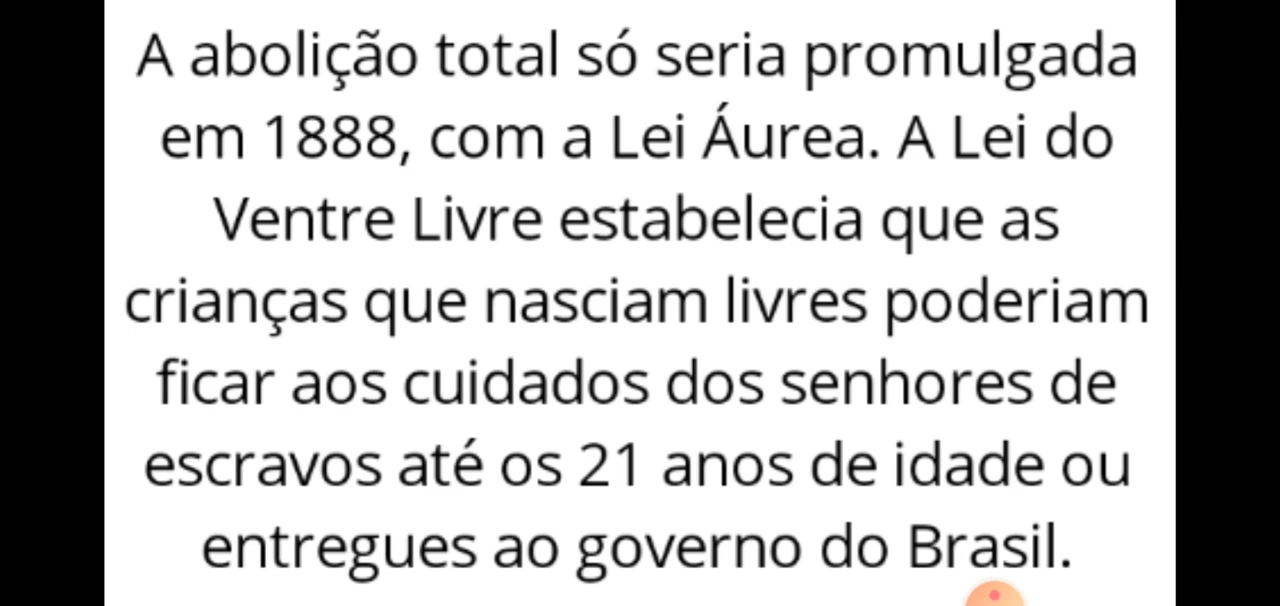 A abolição total só seria promulgada
em 1888, com a Lei Áurea. A Lei do
Ventre Livre estabelecia que as
crianças que nasciam livres poderiam
ficar aos cuidados dos senhores de
escravos até os 21 anos de idade ou
entregues ao governo do Brasil.